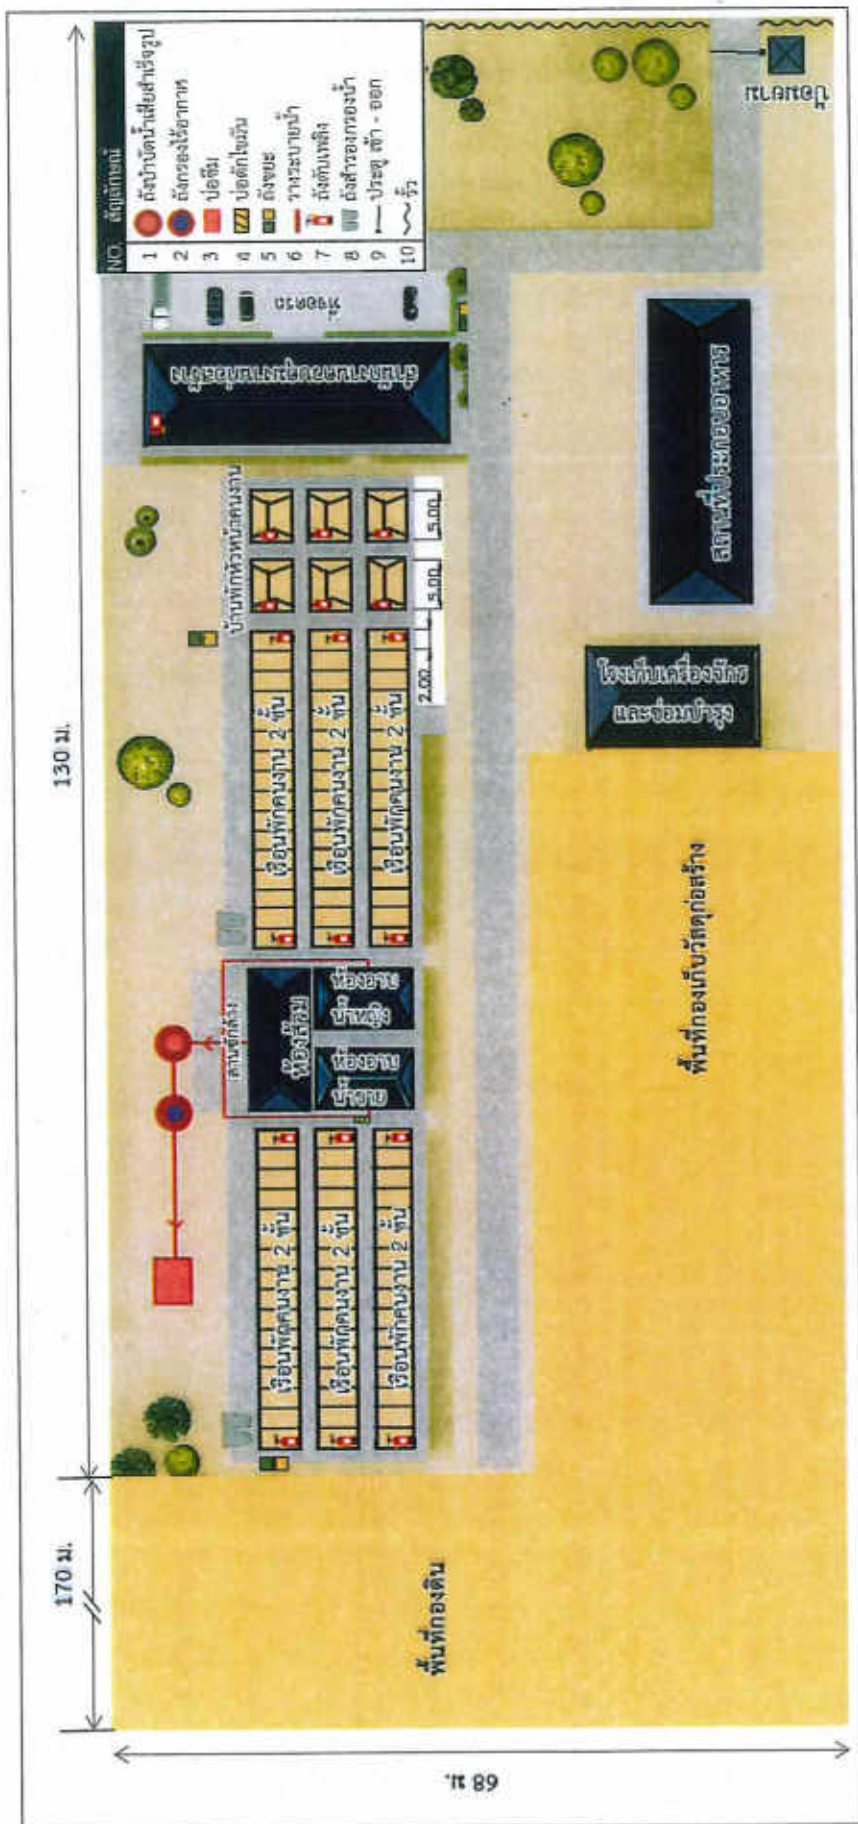 130 ม.
170 ม.
68 ม.
NO. สัญลักษณ์
1 ถังบำบัดน้ำเสียสำเร็จรูป
2 ถังกรองไร้อากาศ
3 บ่อซึม
4 บ่อดักไขมัน
5 ถังขยะ
6 รางระบายน้ำ
7 ถังดับเพลิง
8 ถังสำรองกรองน้ำ
9 ประตู เข้า - ออก
10 รั้ว
ป้อมยาม
ที่จอดรถ
สำนักงานควบคุมงานก่อสร้าง
บ้านพักหัวหน้าคนงาน
5.00
5.00
2.00
เรือนพักคนงาน 2 ชั้น
เรือนพักคนงาน 2 ชั้น
เรือนพักคนงาน 2 ชั้น
ลานซักล้าง
ห้องส้วม
ห้องอาบ
น้ำหญิง
ห้องอาบ
น้ำชาย
เรือนพักคนงาน 2 ชั้น
เรือนพักคนงาน 2 ชั้น
เรือนพักคนงาน 2 ชั้น
สถานที่ประกอบอาหาร
โรงเก็บเครื่องจักร
และซ่อมบำรุง
พื้นที่กองเก็บวัสดุก่อสร้าง
พื้นที่กองดิน